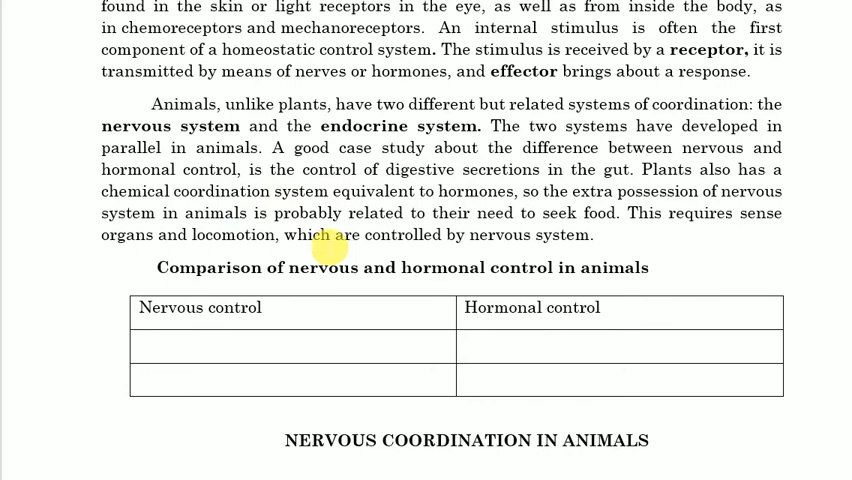 found in the skin or light receptors in the eye, as well as from inside the body, as
in chemoreceptors and mechanoreceptors. An internal stimulus is often the first
component of a homeostatic control system. The stimulus is received by a receptor, it is
transmitted by means of nerves or hormones, and effector brings about a response.
Animals, unlike plants, have two different but related systems of coordination: the
nervous system and the endocrine system. The two systems have developed in
parallel in animals. A good case study about the difference between nervous and
hormonal control, is the control of digestive secretions in the gut. Plants also has a
chemical coordination system equivalent to hormones, so the extra possession of nervous
system in animals is probably related to their need to seek food. This requires sense
organs and locomotion, which are controlled by nervous system.
Comparison of nervous and hormonal control in animals
Nervous control
Hormonal control
NERVOUS COORDINATION IN ANIMALS